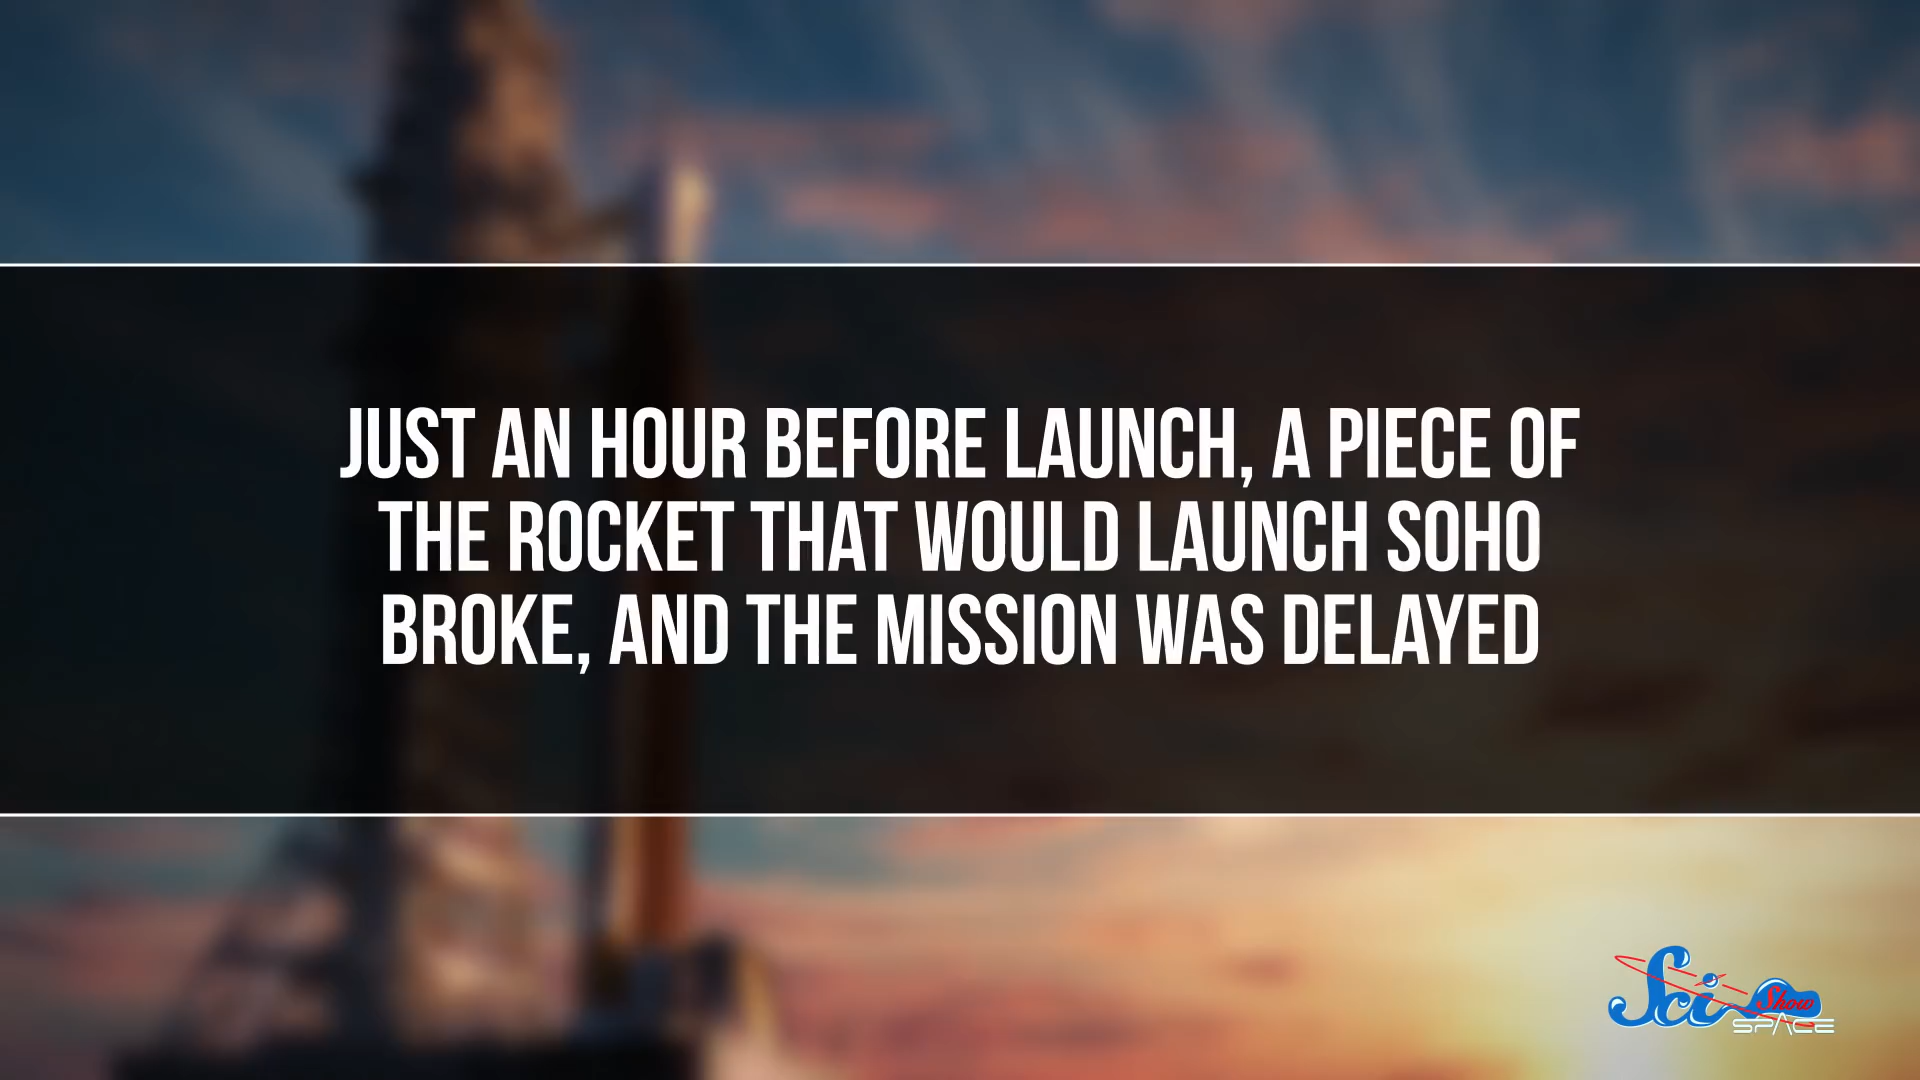 JUST AN HOUR BEFORE LAUNCH, A PIECE OF
THE ROCKET THAT WOULD LAUNCH SOHO
BROKE, AND THE MISSION WAS DELAYED
Sci Show
SPACE